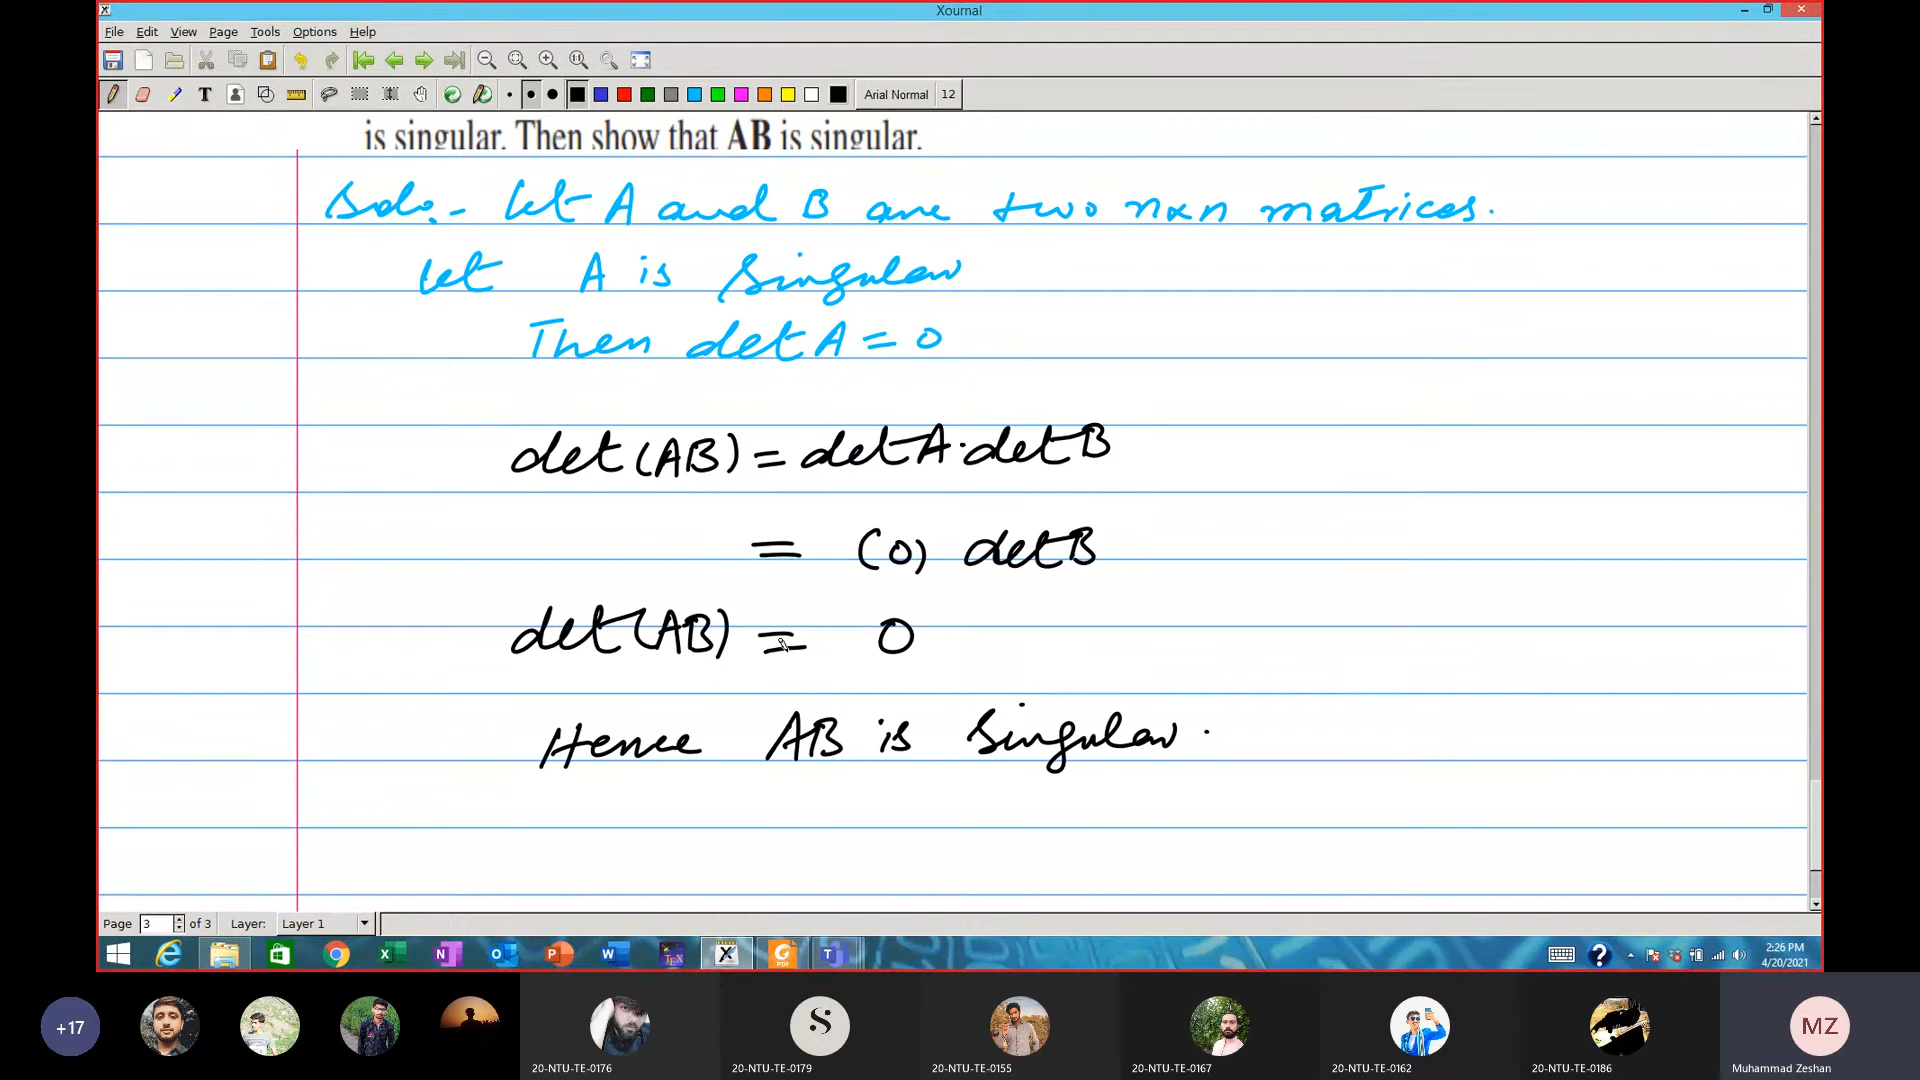 Xournal
File Edit View Page Tools Options Help
Arial Normal 12
is singular. Then show that AB is singular.
Solo:- Let A and B are two nxn matrices.
Let A is Singular
Then det A = 0
det (AB) = det A · det B
= (0) det B
det (AB) = 0
Hence AB is Singular.
Page 3 of 3 Layer: Layer 1
2:26 PM
4/20/2021
+17
S
MZ
20-NTU-TE-0176 20-NTU-TE-0179 20-NTU-TE-0155 20-NTU-TE-0167 20-NTU-TE-0162 20-NTU-TE-0186 Muhammad Zeshan